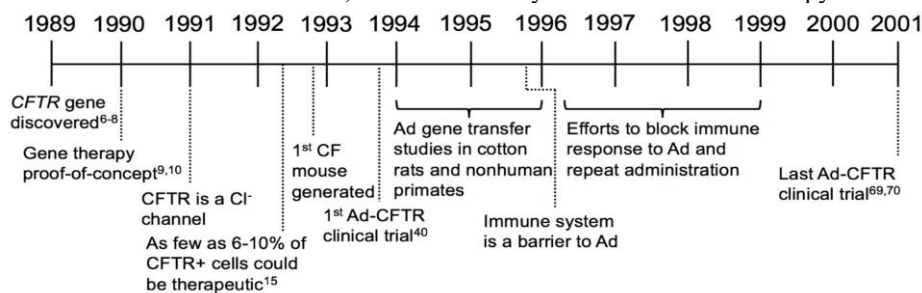 1989 1990 1991 1992 1993 1994 1995 1996 1997 1998 1999 2000 2001
CFTR gene
discovered6-8
Gene therapy
proof-of-concept9,10
CFTR is a Cl-
channel
As few as 6-10% of
CFTR+ cells could
be therapeutic15
1st CF
mouse
generated
1st Ad-CFTR
clinical trial40
Ad gene transfer
studies in cotton
rats and nonhuman
primates
Immune system
is a barrier to Ad
Efforts to block immune
response to Ad and
repeat administration
Last Ad-CFTR
clinical trial69,70